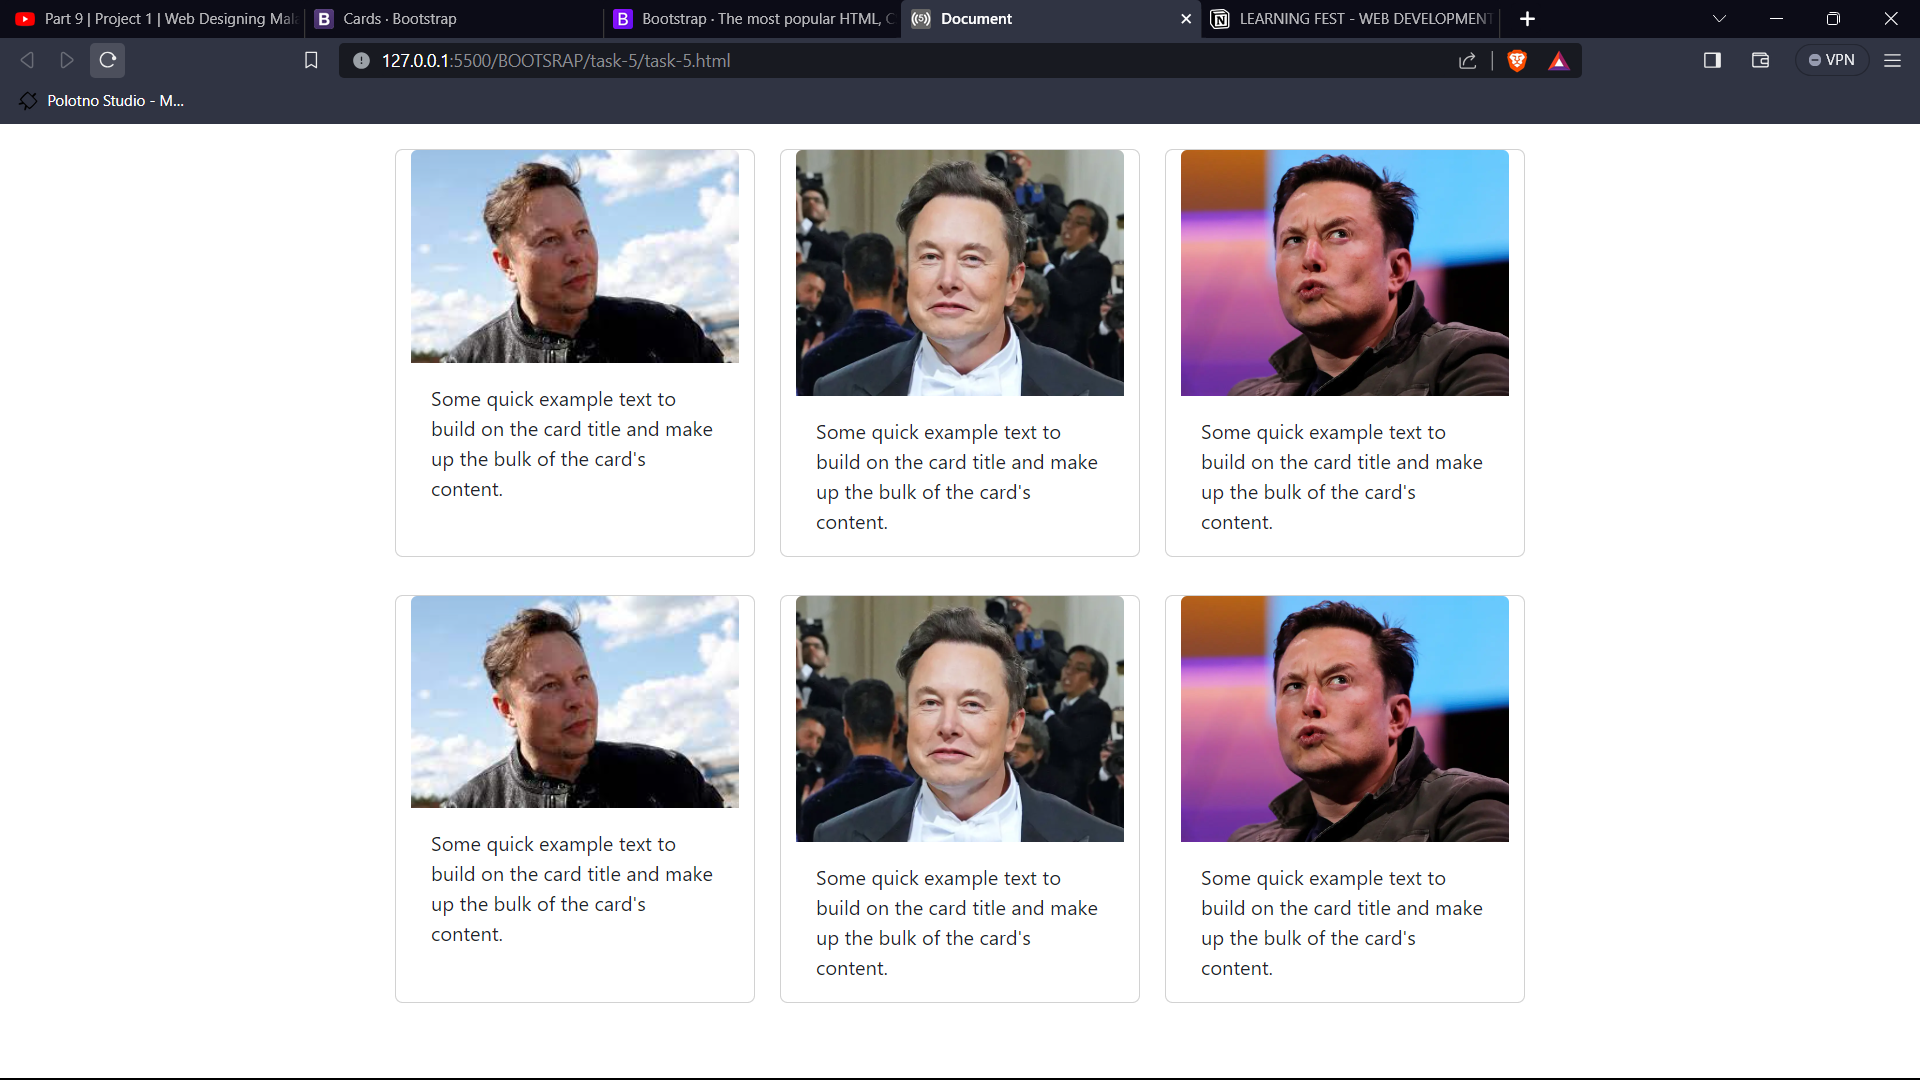 Part 9 | Project 1 | Web Designing Mala
Cards · Bootstrap
Bootstrap · The most popular HTML, C
Document
LEARNING FEST - WEB DEVELOPMENT
127.0.0.1:5500/BOOTSRAP/task-5/task-5.html
VPN
Polotno Studio - M...
Some quick example text to
build on the card title and make
up the bulk of the card's
content.
Some quick example text to
build on the card title and make
up the bulk of the card's
content.
Some quick example text to
build on the card title and make
up the bulk of the card's
content.
Some quick example text to
build on the card title and make
up the bulk of the card's
content.
Some quick example text to
build on the card title and make
up the bulk of the card's
content.
Some quick example text to
build on the card title and make
up the bulk of the card's
content.